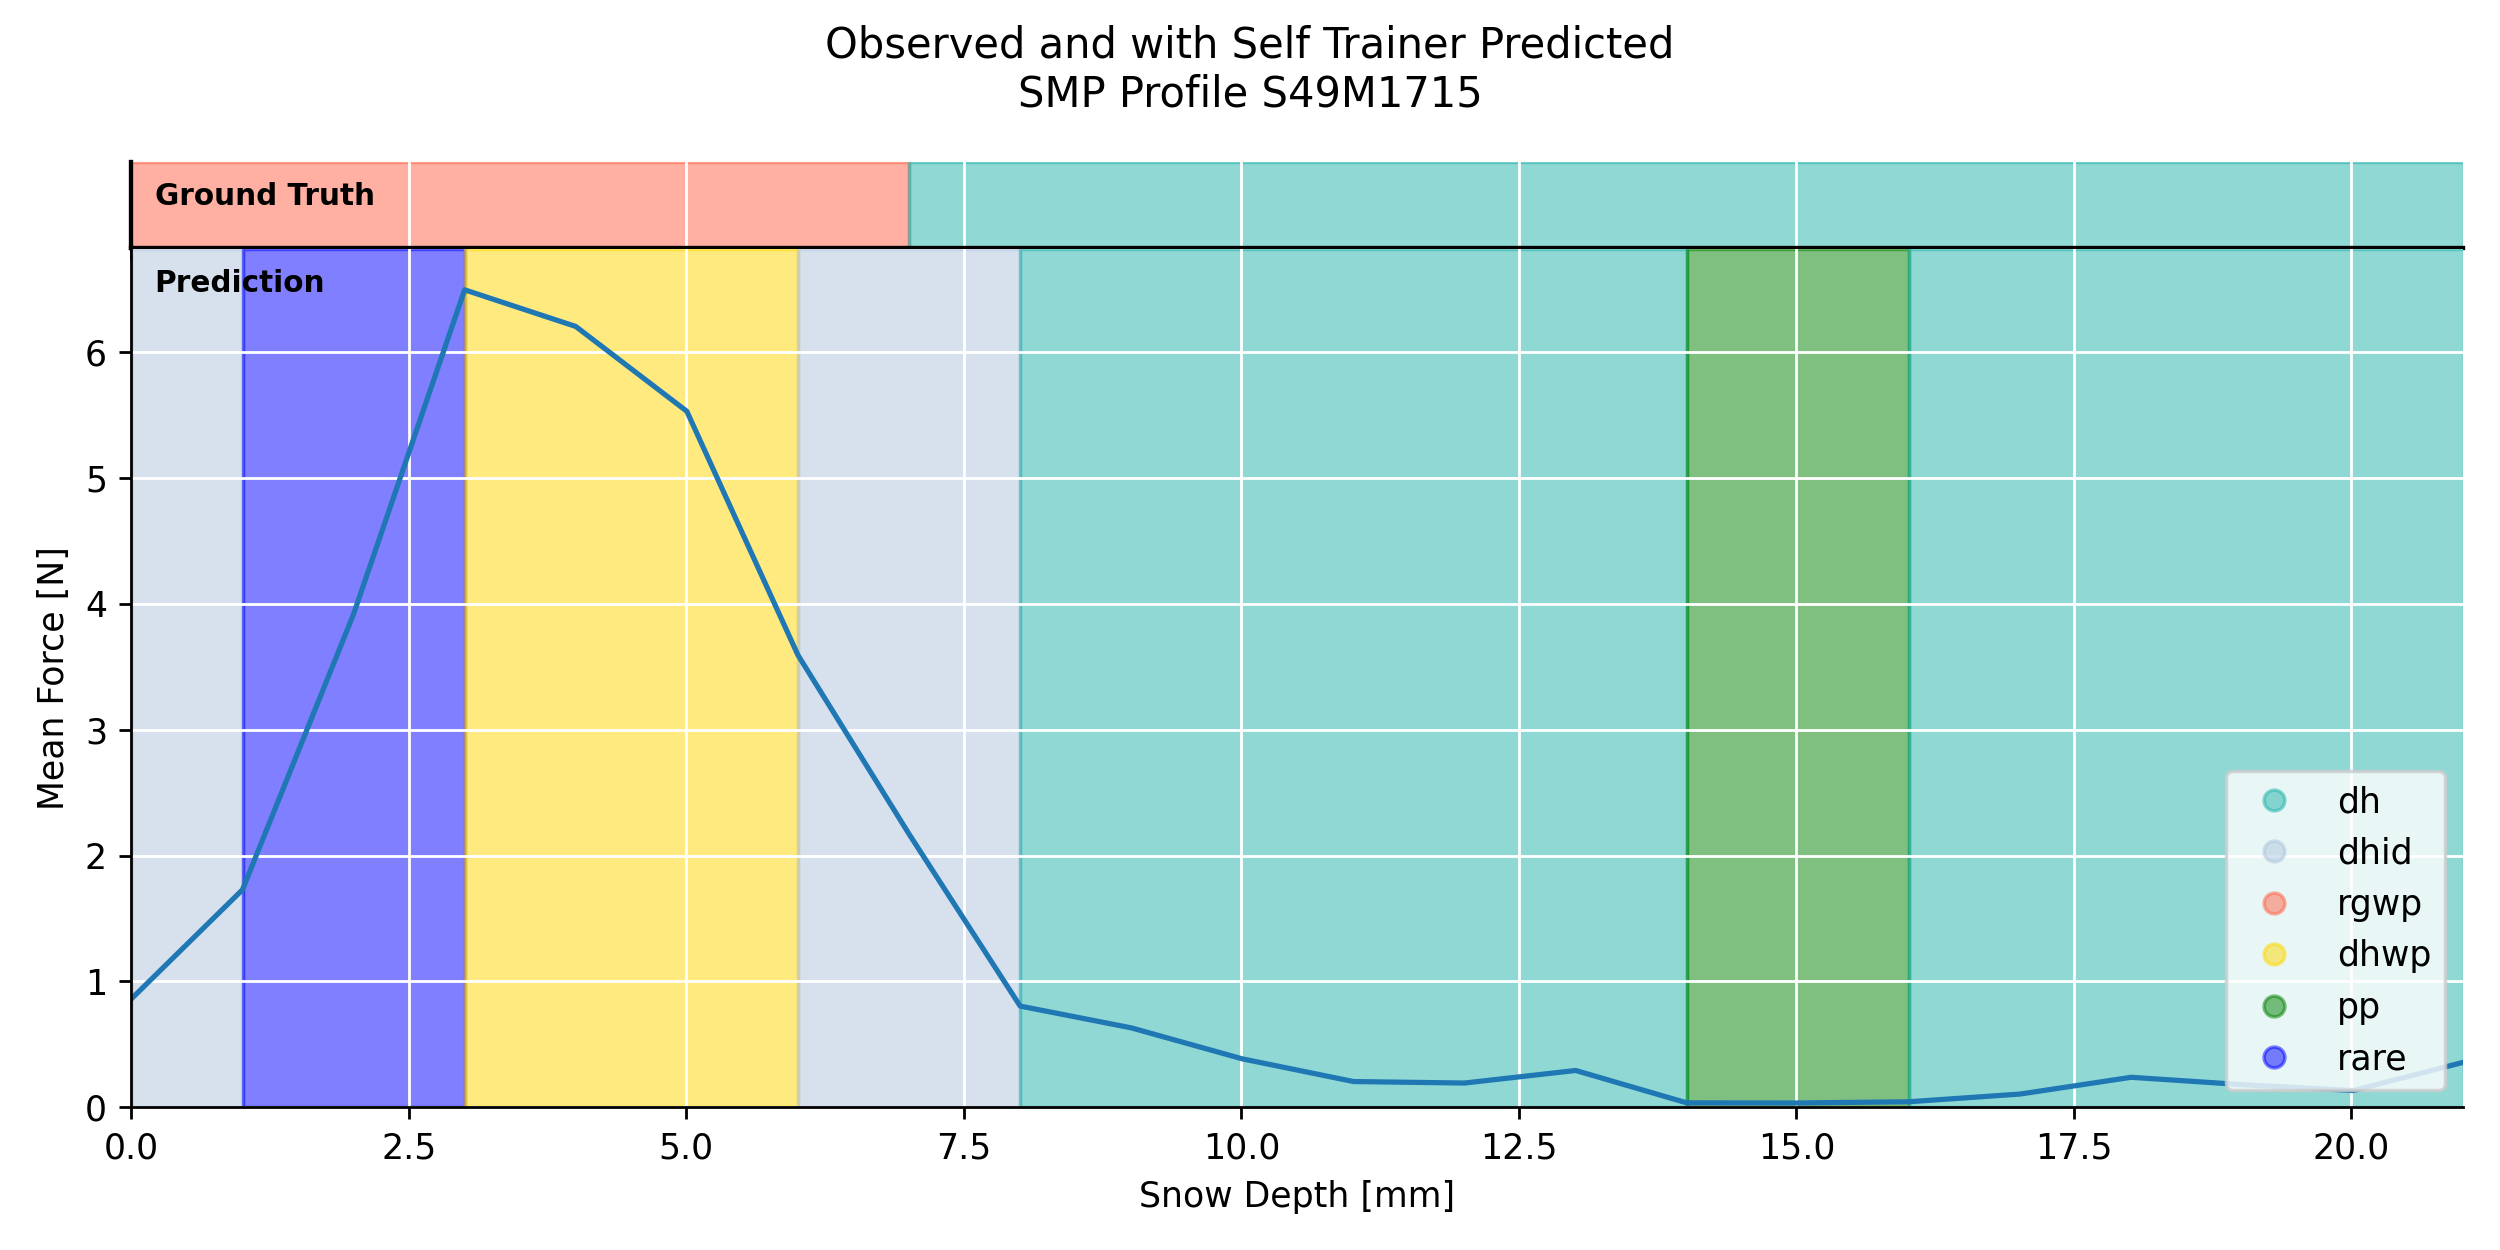 Observed and with Self Trainer Predicted
SMP Profile S49M1715
Ground Truth
Prediction
6
5
4
3
2
1
0
Mean Force [N]
dh
dhid
rgwp
dhwp
pp
rare
0.0 2.5 5.0 7.5 10.0 12.5 15.0 17.5 20.0
Snow Depth [mm]